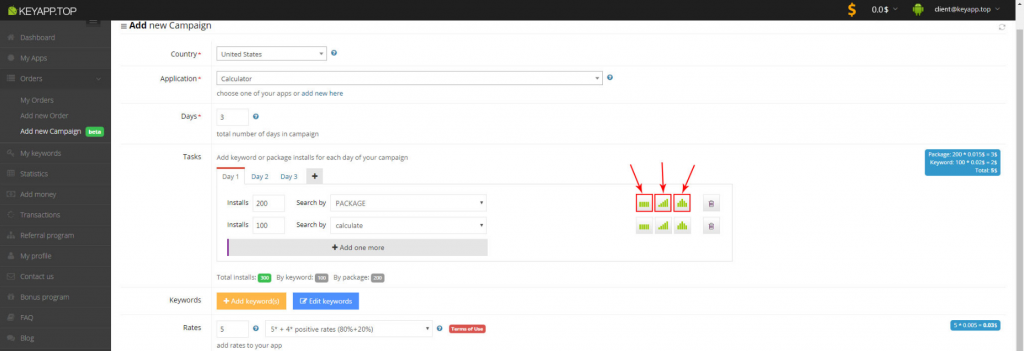 KEYAPP.TOP
0.0$
client@keyapp.top
Dashboard
My Apps
Orders
My Orders
Add new Order
Add new Campaign beta
My keywords
Statistics
Add money
Transactions
Referral program
My profile
Contact us
Bonus program
FAQ
Blog
Add new Campaign
Country*
United States
Application*
Calculator
choose one of your apps or add new here
Days*
3
total number of days in campaign
Tasks
Add keyword or package installs for each day of your campaign
Package: 200 * 0.015$ = 3$
Keyword: 100 * 0.02$ = 2$
Total: 5$
Day 1 Day 2 Day 3 +
Installs 200 Search by PACKAGE
Installs 100 Search by calculate
+ Add one more
Total installs: 300 By keyword: 100 By package: 200
Keywords
+ Add keyword(s) Edit keywords
Rates
5
5* + 4* positive rates (80%+20%)
Terms of Use
5 * 0.005 = 0.03$
add rates to your app